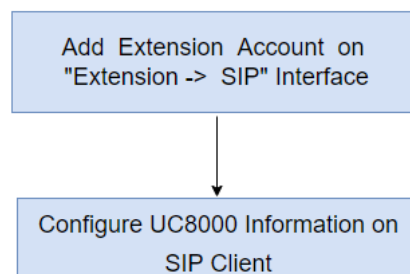 Add Extension Account on
"Extension -> SIP" Interface
Configure UC8000 Information on
SIP Client